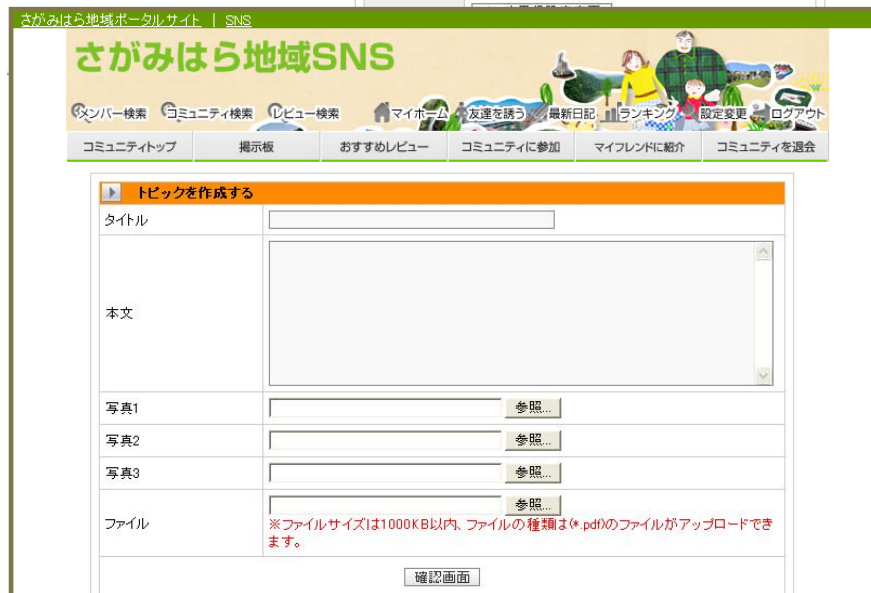 さがみはら地域ポータルサイト | SNS
さがみはら地域SNS
メンバー検索 コミュニティ検索 レビュー検索 マイホーム 友達を誘う 最新日記 ランキング 設定変更 ログアウト
コミュニティトップ 掲示板 おすすめレビュー コミュニティに参加 マイフレンドに紹介 コミュニティを退会
トピックを作成する
タイトル
本文
写真1 参照...
写真2 参照...
写真3 参照...
ファイル 参照...
※ファイルサイズは1000KB以内、ファイルの種類は(*.pdf)のファイルがアップロードでき
ます。
確認画面